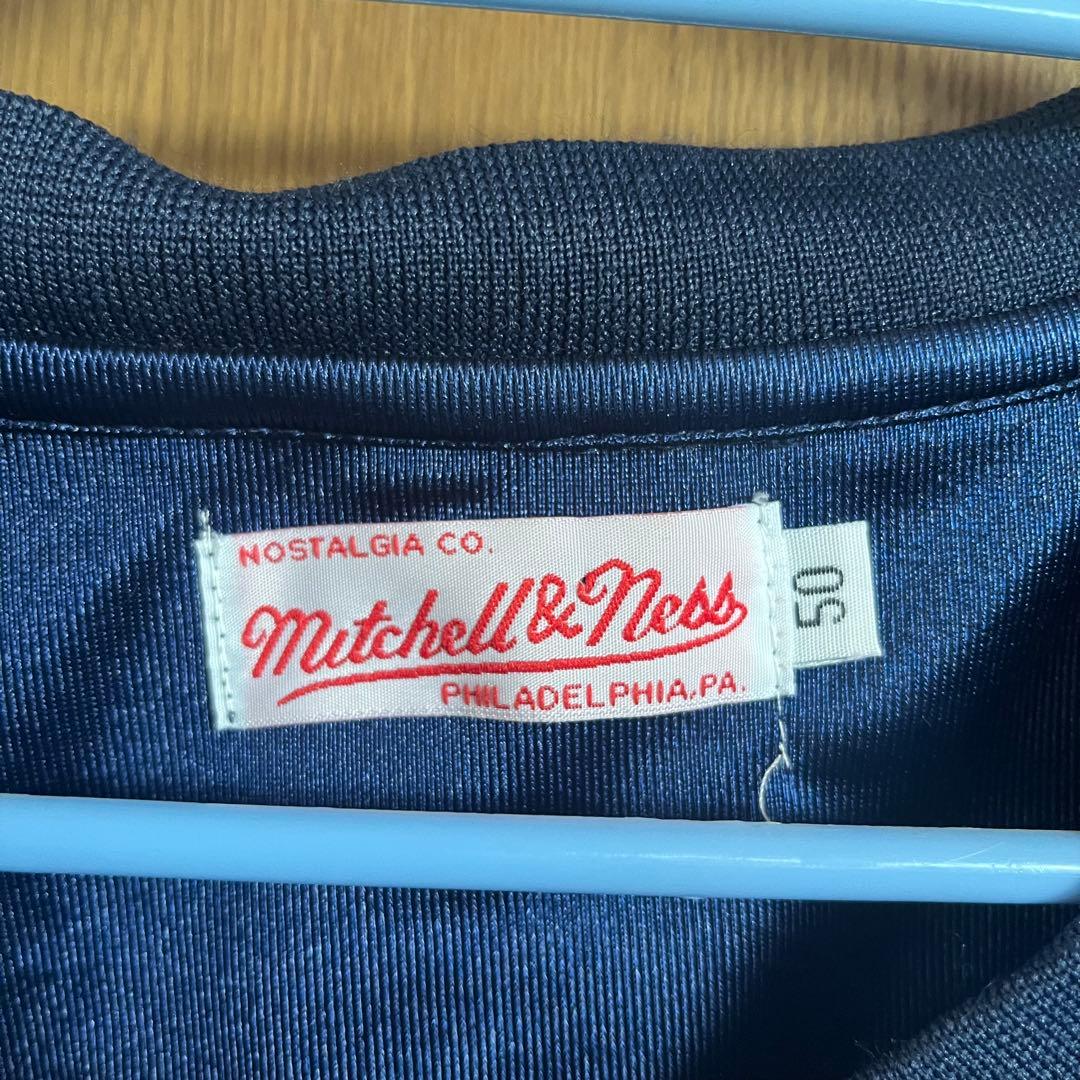 NOSTALGIA CO.
Mitchell & Ness
PHILADELPHIA, PA.
50